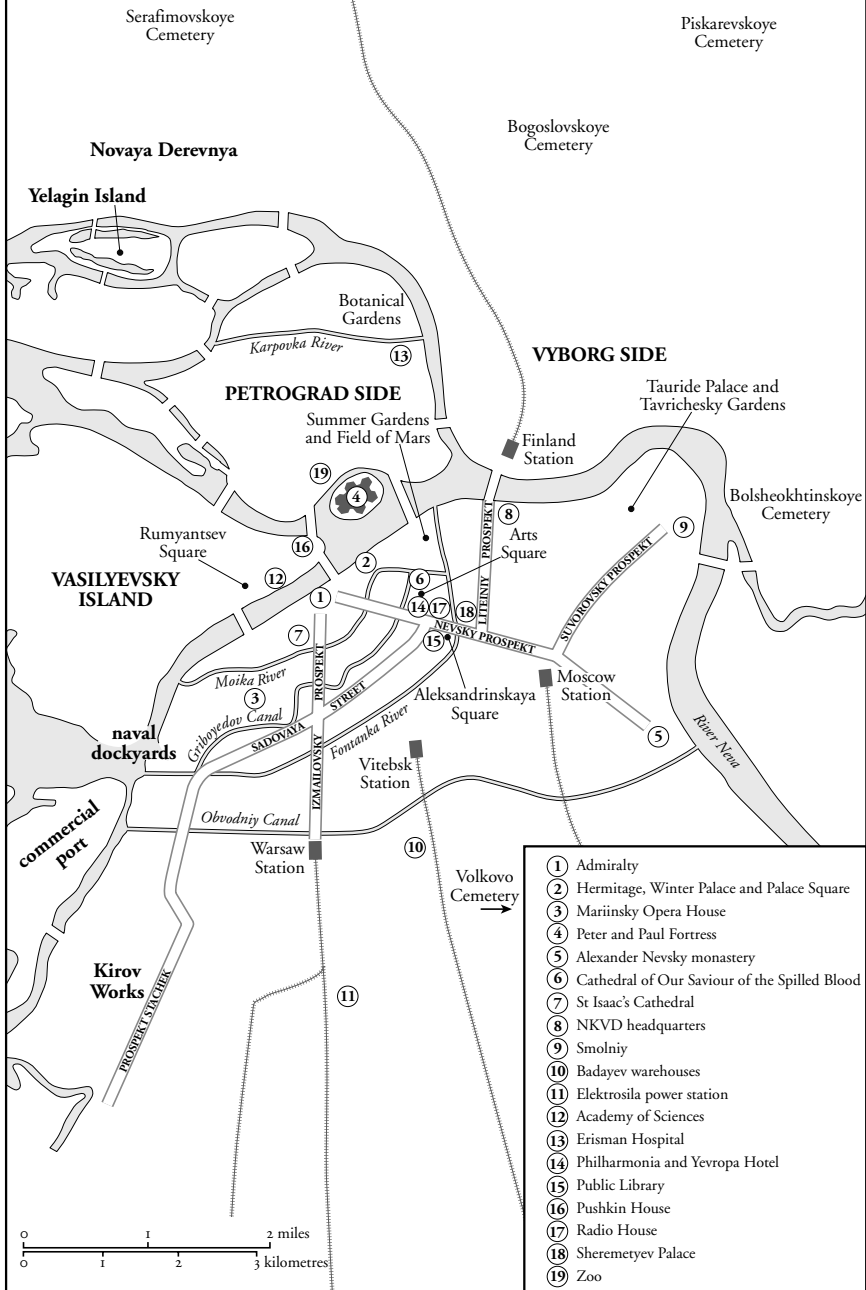 Serafimovskoye
Cemetery
Piskarevskoye
Cemetery
Bogoslovskoye
Cemetery
Novaya Derevnya
Yelagin Island
Botanical
Gardens
Karpovka River
13
VYBORG SIDE
PETROGRAD SIDE
Tauride Palace and
Tavrichesky Gardens
Summer Gardens
and Field of Mars
Finland
Station
19
4
Bolsheokhtinskoye
Cemetery
8
9
Rumyantsev
Square
16
Arts
Square
LITEINIY PROSPEKT
SUVOROVSKY PROSPEKT
VASILYEVSKY
ISLAND
12
2
6
1
14
17
18
NEVSKY PROSPEKT
7
15
Moika River
3
Griboyedov Canal
SADOVAYA STREET
IZMAILOVSKY PROSPEKT
Fontanka River
Aleksandrinskaya
Square
Moscow
Station
5
River Neva
naval
dockyards
Vitebsk
Station
commercial
port
Obvodniy Canal
Warsaw
Station
10
Volkovo
Cemetery
Kirov
Works
PROSPEKT STACHEK
11
1 Admiralty
2 Hermitage, Winter Palace and Palace Square
3 Mariinsky Opera House
4 Peter and Paul Fortress
5 Alexander Nevsky monastery
6 Cathedral of Our Saviour of the Spilled Blood
7 St Isaac's Cathedral
8 NKVD headquarters
9 Smolniy
10 Badayev warehouses
11 Elektrosila power station
12 Academy of Sciences
13 Erisman Hospital
14 Philharmonia and Yevropa Hotel
15 Public Library
16 Pushkin House
17 Radio House
18 Sheremetyev Palace
19 Zoo
0 1 2 miles
0 1 2 3 kilometres